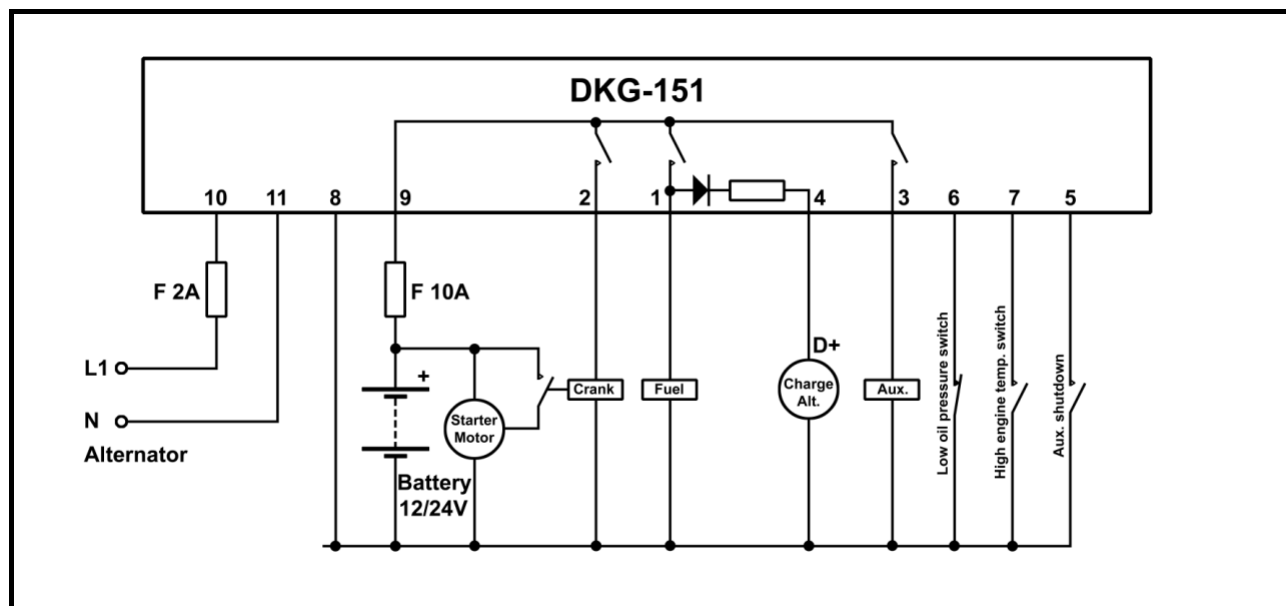 DKG-151
10 11 8 9 2 1 4 3 6 7 5
F 2A
F 10A
L1
N
Alternator
+
Battery
12/24V
Starter
Motor
Crank
Fuel
D+
Charge
Alt.
Aux.
Low oil pressure switch
High engine temp. switch
Aux. shutdown